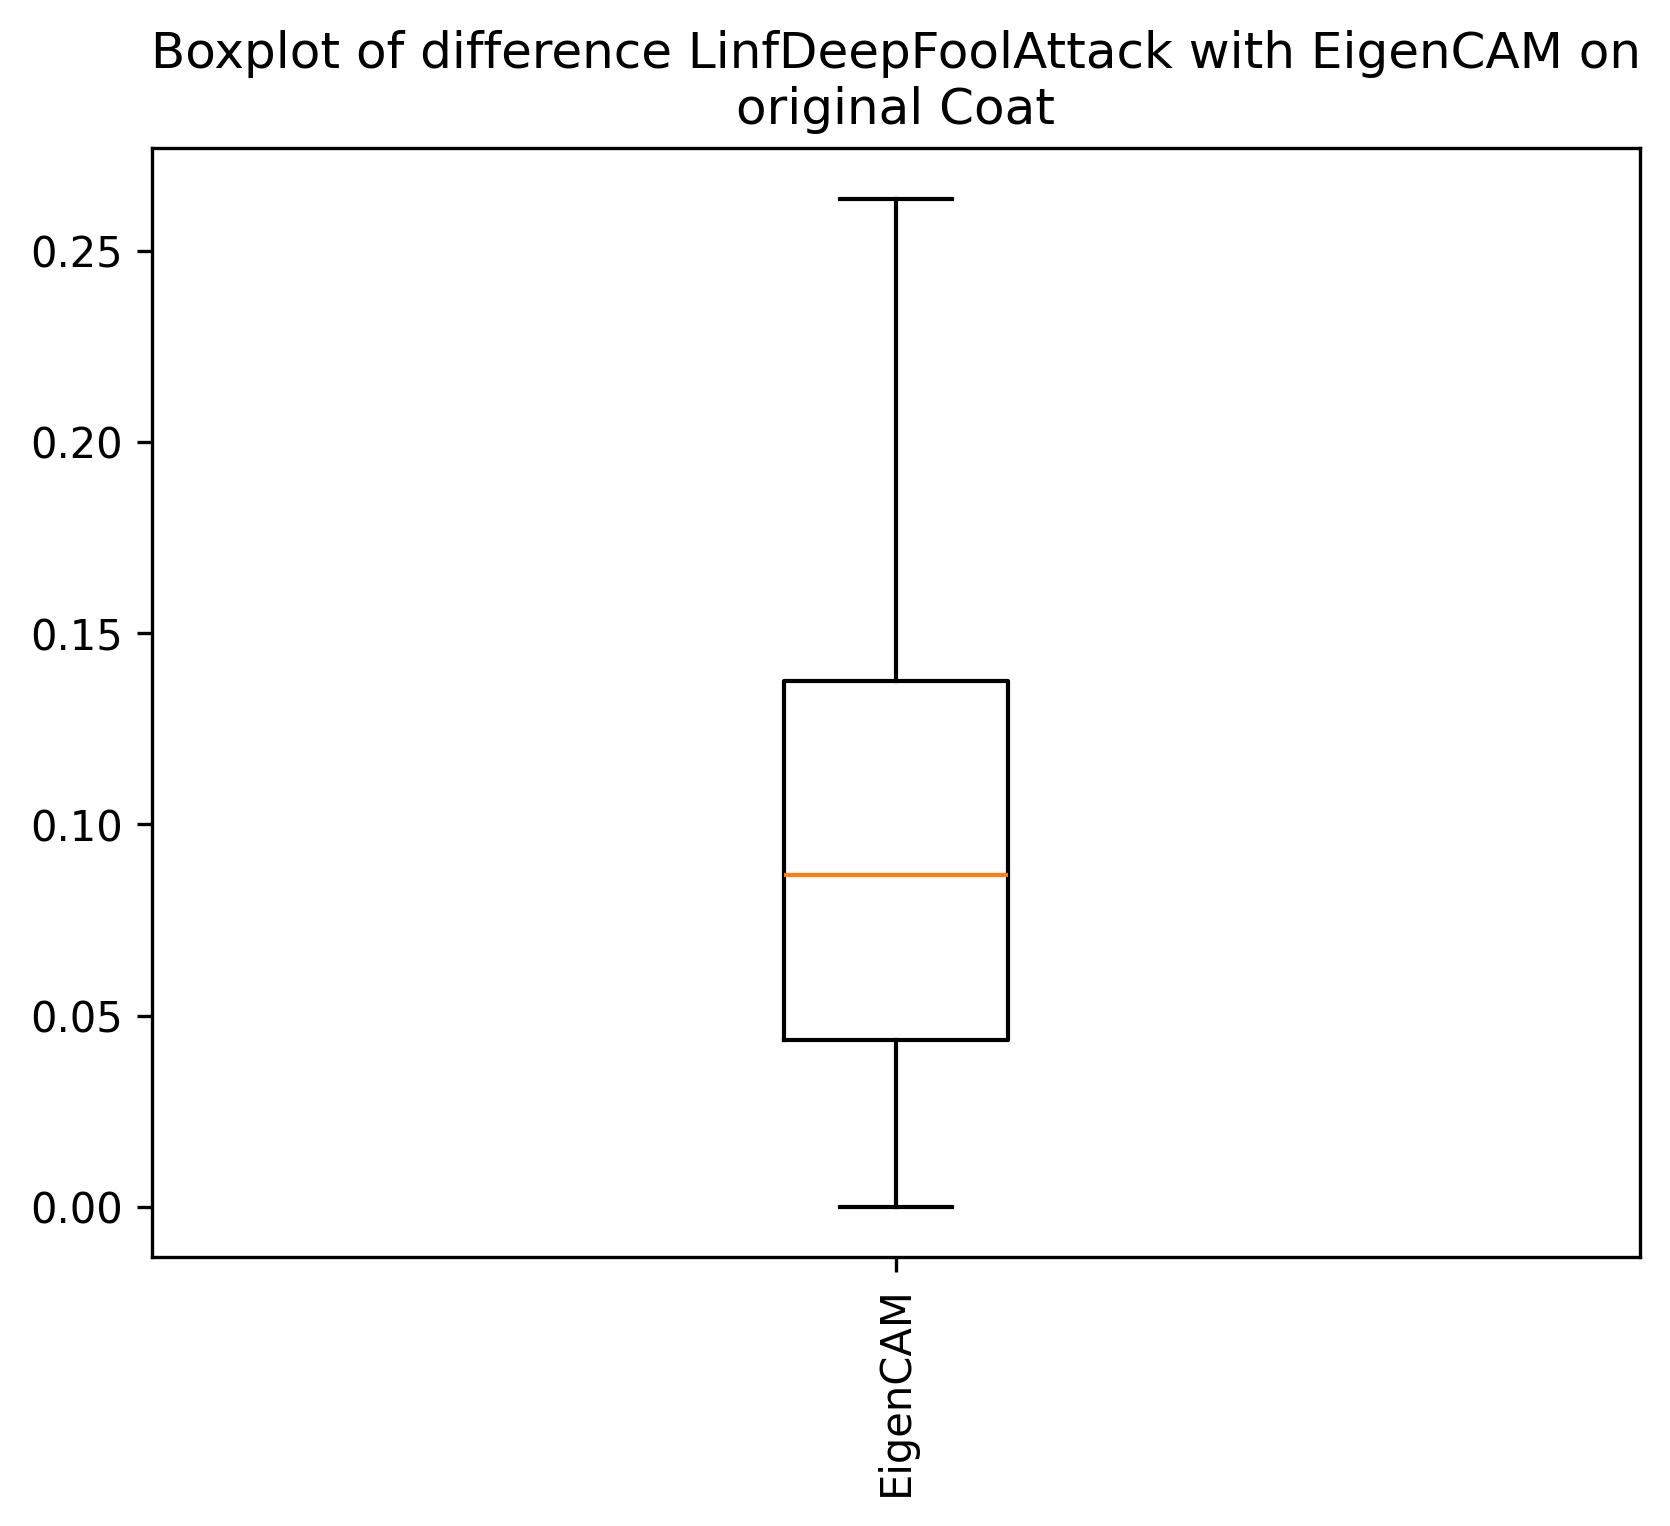 Boxplot of difference LinfDeepFoolAttack with EigenCAM on
original Coat
0.25
0.20
0.15
0.10
0.05
0.00
EigenCAM